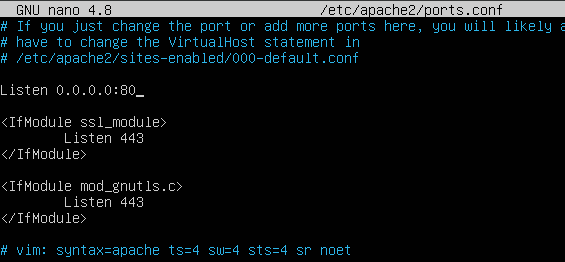 GNU nano 4.8 /etc/apache2/ports.conf
# If you just change the port or add more ports here, you will likely a
# have to change the VirtualHost statement in
# /etc/apache2/sites-enabled/000-default.conf
Listen 0.0.0.0:80_
<IfModule ssl_module>
Listen 443
</IfModule>
<IfModule mod_gnutls.c>
Listen 443
</IfModule>
# vim: syntax=apache ts=4 sw=4 sts=4 sr noet